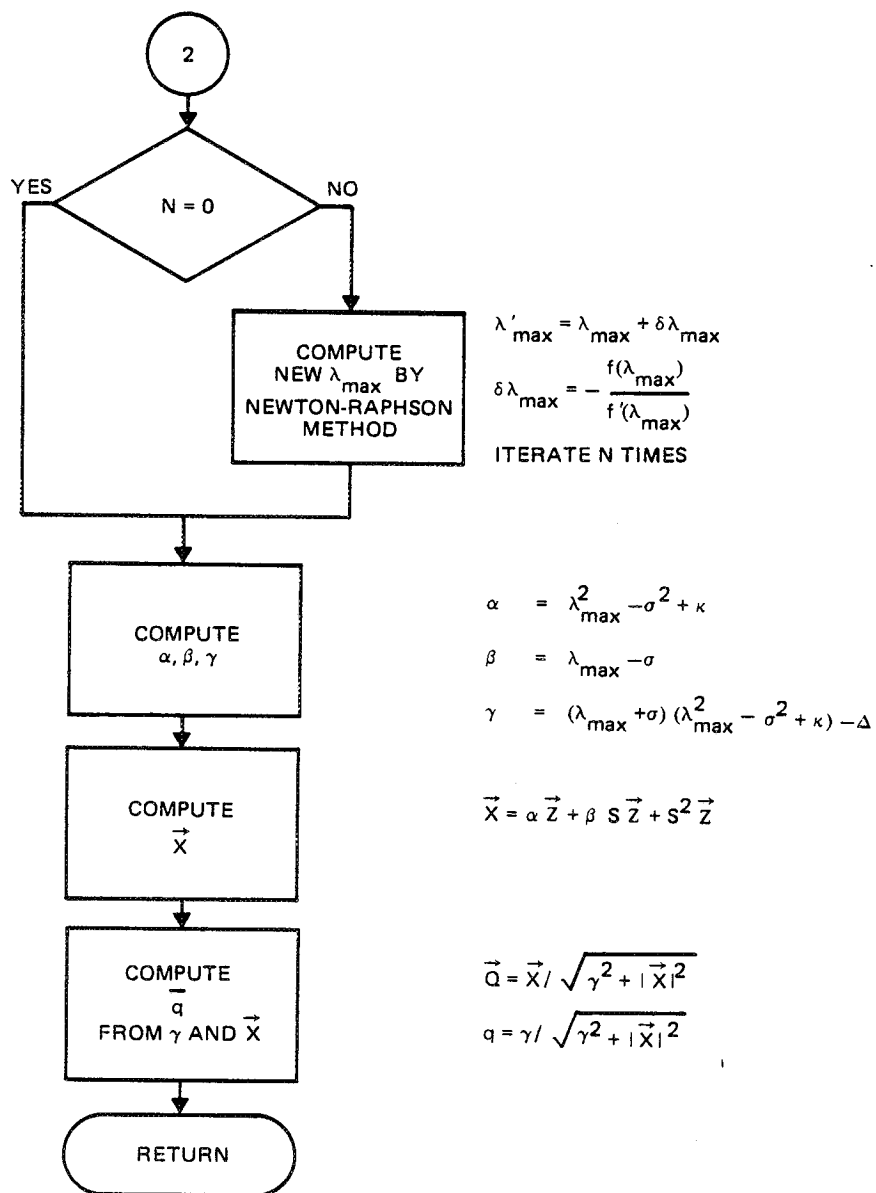 2
YES
NO
N = 0
COMPUTE
NEW λmax BY
NEWTON-RAPHSON
METHOD
λ′max = λmax + δλmax
δλmax = − f(λmax) / f′(λmax)
ITERATE N TIMES
COMPUTE
α, β, γ
α = λ²max − σ² + κ
β = λmax − σ
γ = (λmax + σ) (λ²max − σ² + κ) − Δ
COMPUTE
X⃗
X⃗ = α Z⃗ + β S Z⃗ + S² Z⃗
COMPUTE
q̅
FROM γ AND X⃗
Q⃗ = X⃗ / √(γ² + |X⃗|²)
q = γ / √(γ² + |X⃗|²)
RETURN